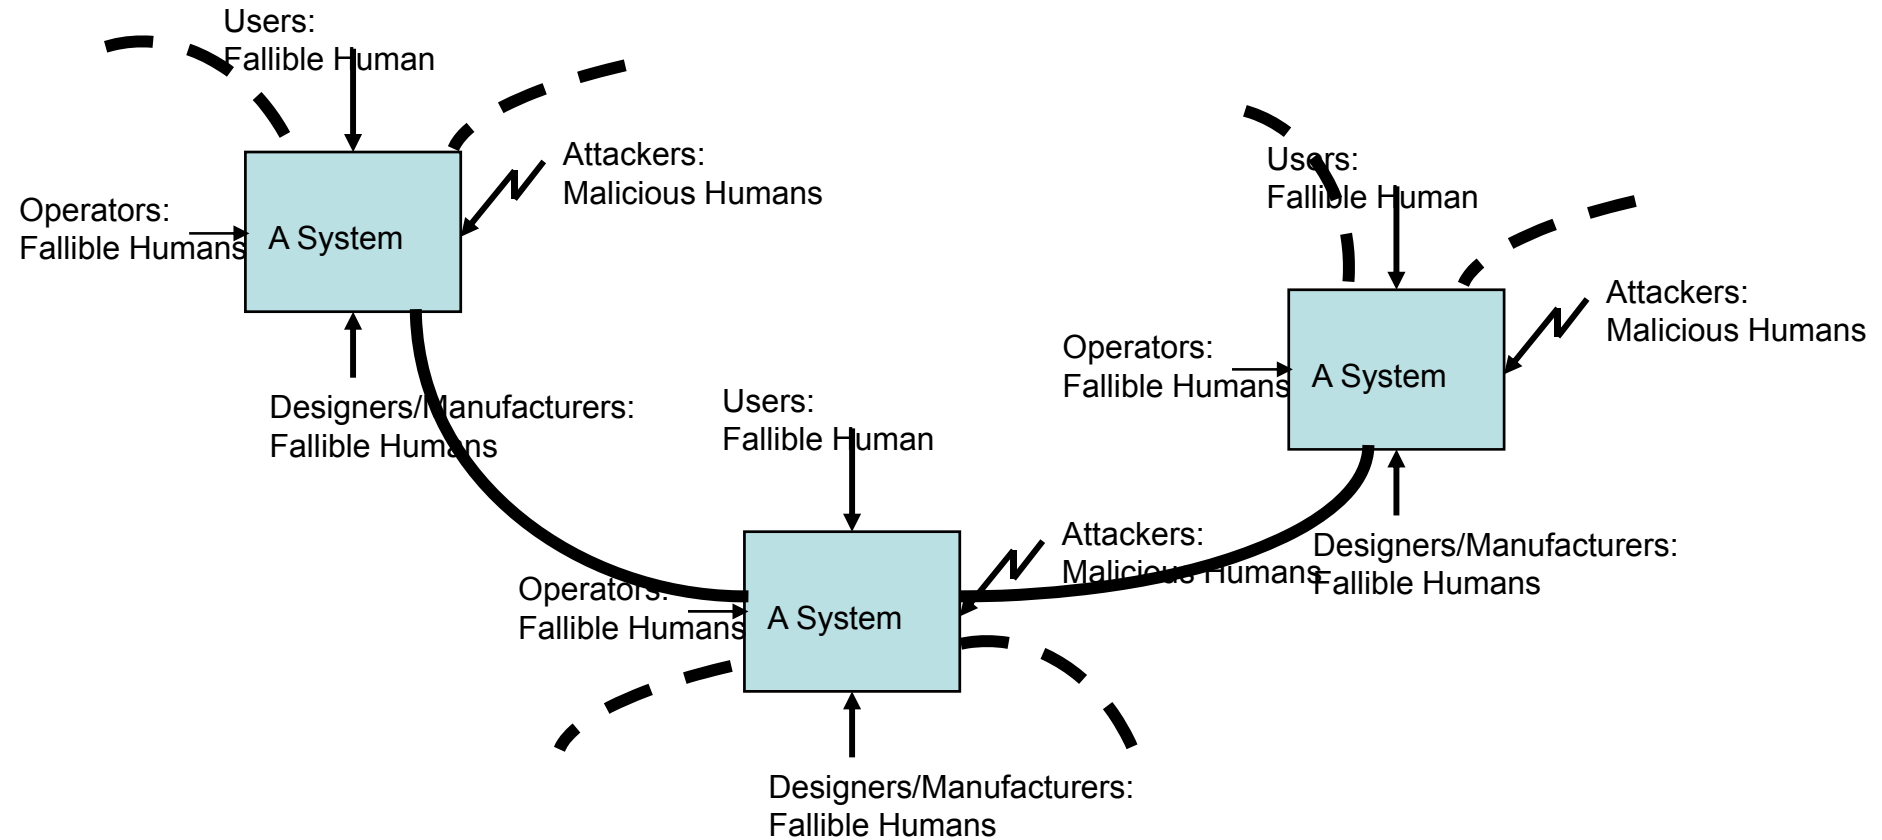 Users:
Fallible Human
Attackers:
Malicious Humans
Operators:
Fallible Humans
A System
Designers/Manufacturers:
Fallible Humans
Users:
Fallible Human
Attackers:
Malicious Humans
Operators:
Fallible Humans
A System
Designers/Manufacturers:
Fallible Humans
Users:
Fallible Human
Attackers:
Malicious Humans
Operators:
Fallible Humans
A System
Designers/Manufacturers:
Fallible Humans